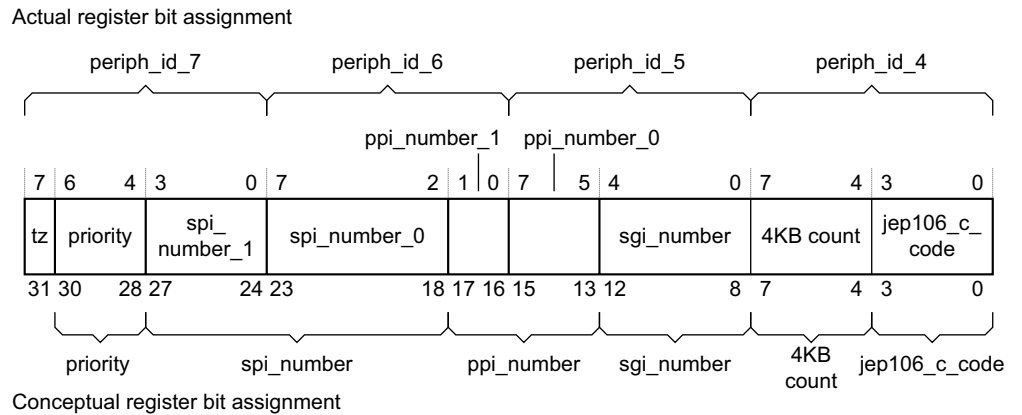 Actual register bit assignment
periph_id_7 periph_id_6 periph_id_5 periph_id_4
ppi_number_1 ppi_number_0
7 6 4 3 0 7 2 1 0 7 5 4 0 7 4 3 0
tz priority spi_ number_1 spi_number_0 sgi_number 4KB count jep106_c_ code
31 30 28 27 24 23 18 17 16 15 13 12 8 7 4 3 0
priority spi_number ppi_number sgi_number 4KB count jep106_c_code
Conceptual register bit assignment